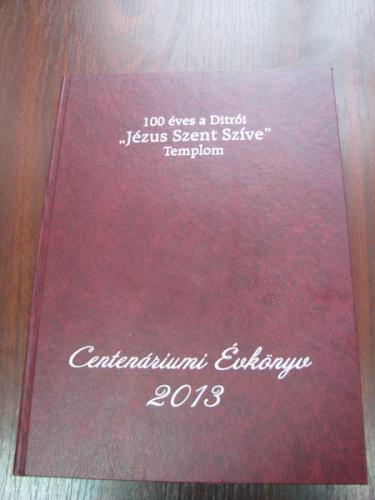 100 éves a Ditrói
„Jézus Szent Szíve”
Templom
Centenáriumi Évkönyv
2013